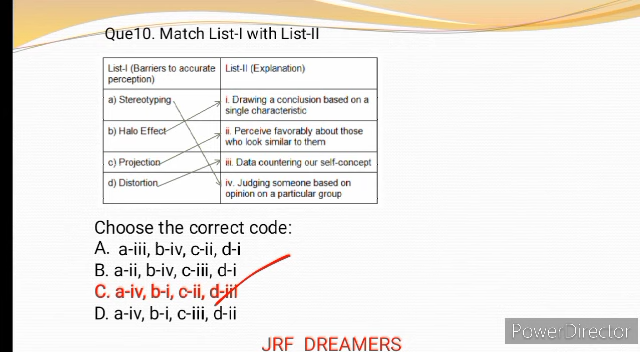 Que10. Match List-I with List-II
List-I (Barriers to accurate perception) List-II (Explanation)
a) Stereotyping i. Drawing a conclusion based on a single characteristic
b) Halo Effect ii. Perceive favorably about those who look similar to them
c) Projection iii. Data countering our self-concept
d) Distortion iv. Judging someone based on opinion on a particular group
Choose the correct code:
A. a-iii, b-iv, c-ii, d-i
B. a-ii, b-iv, c-iii, d-i
C. a-iv, b-i, c-ii, d-iii
D. a-iv, b-i, c-iii, d-ii
PowerDirector
JRF DREAMERS